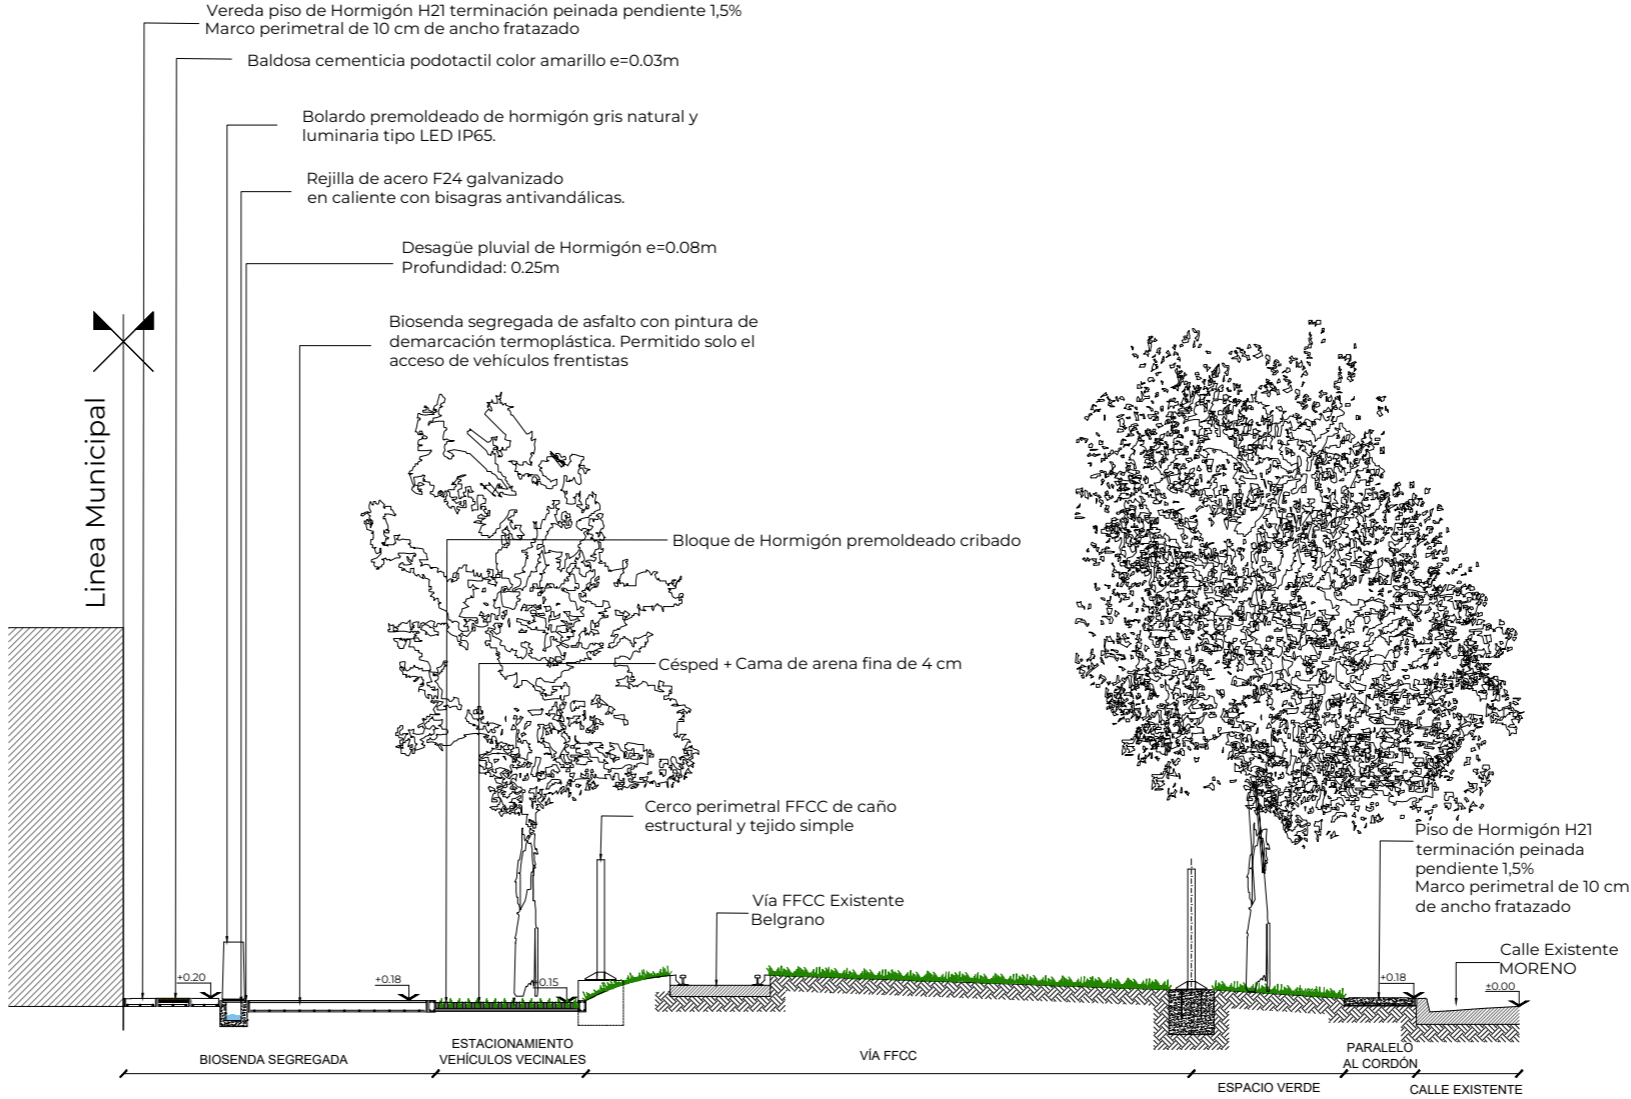 Vereda piso de Hormigón H21 terminación peinada pendiente 1,5%
Marco perimetral de 10 cm de ancho fratazado
Baldosa cementicia podotactil color amarillo e=0.03m
Bolardo premoldeado de hormigón gris natural y
luminaria tipo LED IP65.
Rejilla de acero F24 galvanizado
en caliente con bisagras antivandálicas.
Desagüe pluvial de Hormigón e=0.08m
Profundidad: 0.25m
Biosenda segregada de asfalto con pintura de
demarcación termoplástica. Permitido solo el
acceso de vehículos frentistas
Linea Municipal
Bloque de Hormigón premoldeado cribado
Césped + Cama de arena fina de 4 cm
Cerco perimetral FFCC de caño
estructural y tejido simple
Vía FFCC Existente
Belgrano
Piso de Hormigón H21
terminación peinada
pendiente 1,5%
Marco perimetral de 10 cm
de ancho fratazado
Calle Existente
MORENO
+0.20
+0.18
+0.15
+0.18
±0.00
BIOSENDA SEGREGADA
ESTACIONAMIENTO
VEHÍCULOS VECINALES
VÍA FFCC
ESPACIO VERDE
PARALELO
AL CORDÓN
CALLE EXISTENTE